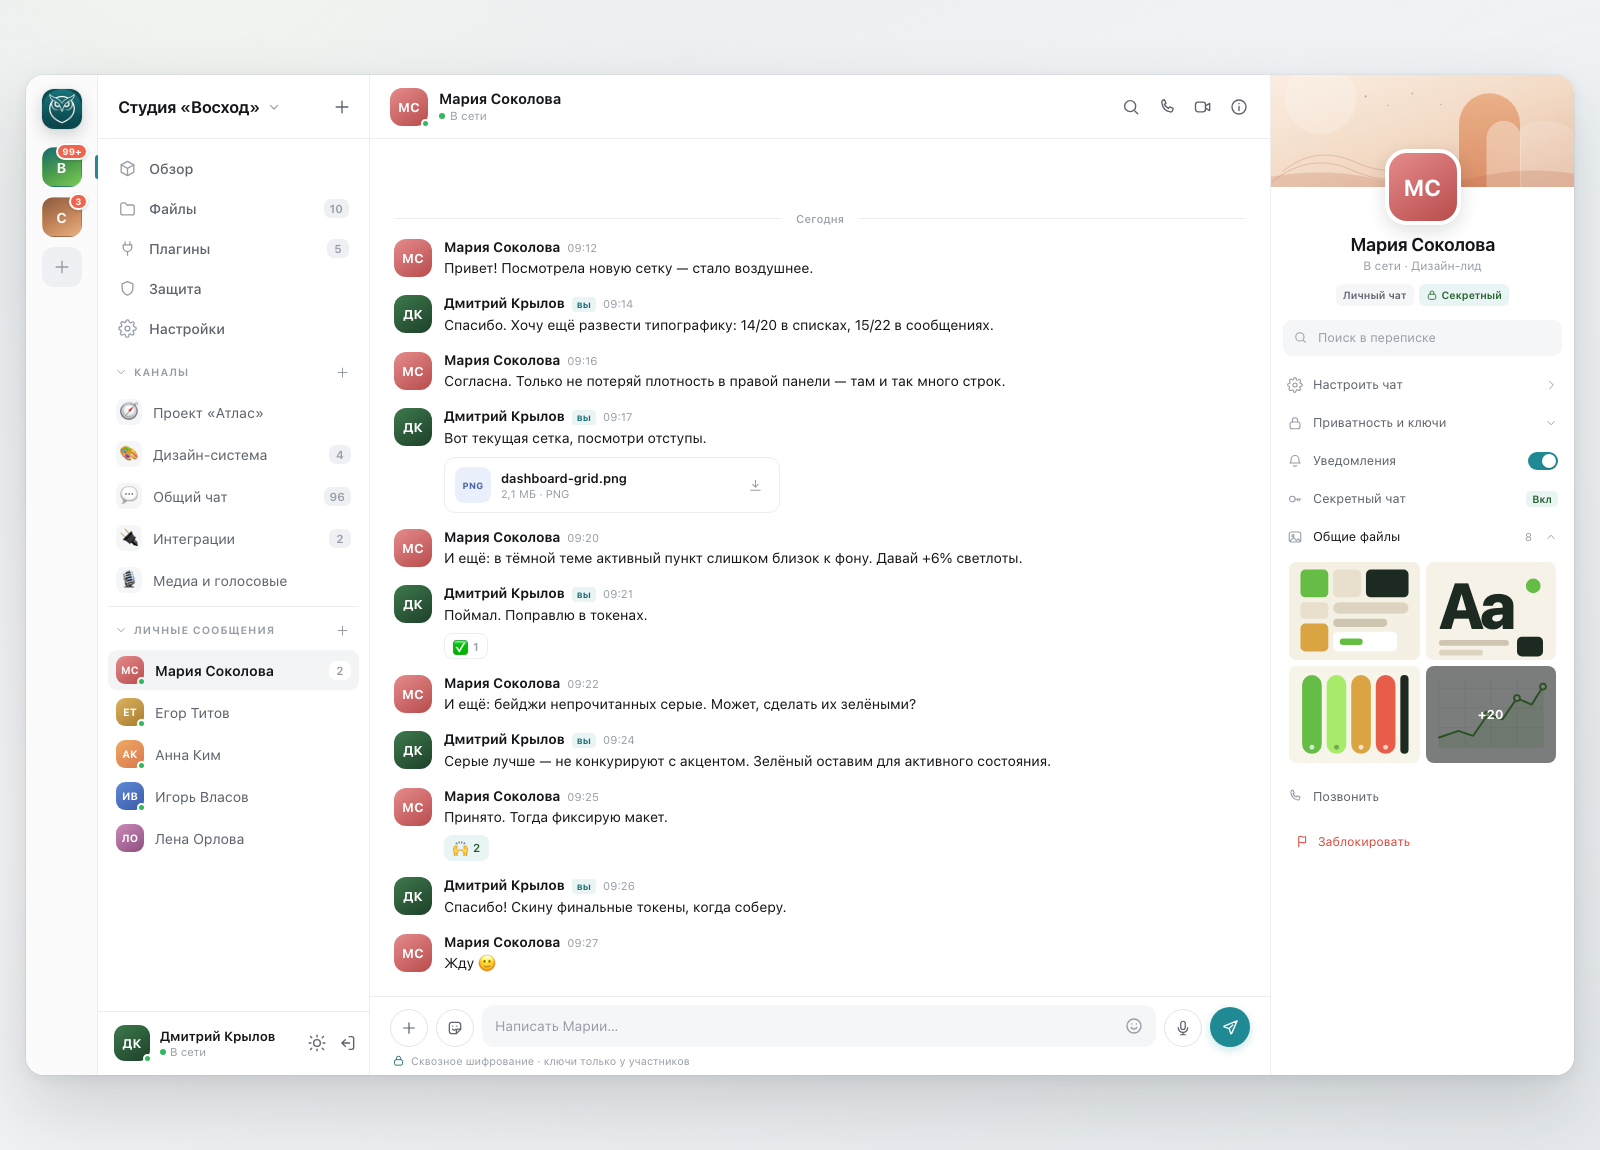 99+
В
3
С
Студия «Восход»
Обзор
Файлы 10
Плагины 5
Защита
Настройки
КАНАЛЫ
Проект «Атлас»
Дизайн-система 4
Общий чат 96
Интеграции 2
Медиа и голосовые
ЛИЧНЫЕ СООБЩЕНИЯ
МС Мария Соколова 2
ЕТ Егор Титов
АК Анна Ким
ИВ Игорь Власов
ЛО Лена Орлова
ДК Дмитрий Крылов
В сети
МС Мария Соколова
В сети
Сегодня
МС Мария Соколова 09:12
Привет! Посмотрела новую сетку — стало воздушнее.
ДК Дмитрий Крылов вы 09:14
Спасибо. Хочу ещё развести типографику: 14/20 в списках, 15/22 в сообщениях.
МС Мария Соколова 09:16
Согласна. Только не потеряй плотность в правой панели — там и так много строк.
ДК Дмитрий Крылов вы 09:17
Вот текущая сетка, посмотри отступы.
PNG dashboard-grid.png
2,1 МБ · PNG
МС Мария Соколова 09:20
И ещё: в тёмной теме активный пункт слишком близок к фону. Давай +6% светлоты.
ДК Дмитрий Крылов вы 09:21
Поймал. Поправлю в токенах.
✅ 1
МС Мария Соколова 09:22
И ещё: бейджи непрочитанных серые. Может, сделать их зелёными?
ДК Дмитрий Крылов вы 09:24
Серые лучше — не конкурируют с акцентом. Зелёный оставим для активного состояния.
МС Мария Соколова 09:25
Принято. Тогда фиксирую макет.
🙌 2
ДК Дмитрий Крылов вы 09:26
Спасибо! Скину финальные токены, когда соберу.
МС Мария Соколова 09:27
Жду 🙂
Написать Марии...
Сквозное шифрование · ключи только у участников
МС
Мария Соколова
В сети · Дизайн-лид
Личный чат Секретный
Поиск в переписке
Настроить чат
Приватность и ключи
Уведомления
Секретный чат Вкл
Общие файлы 8
Aa
+20
Позвонить
Заблокировать